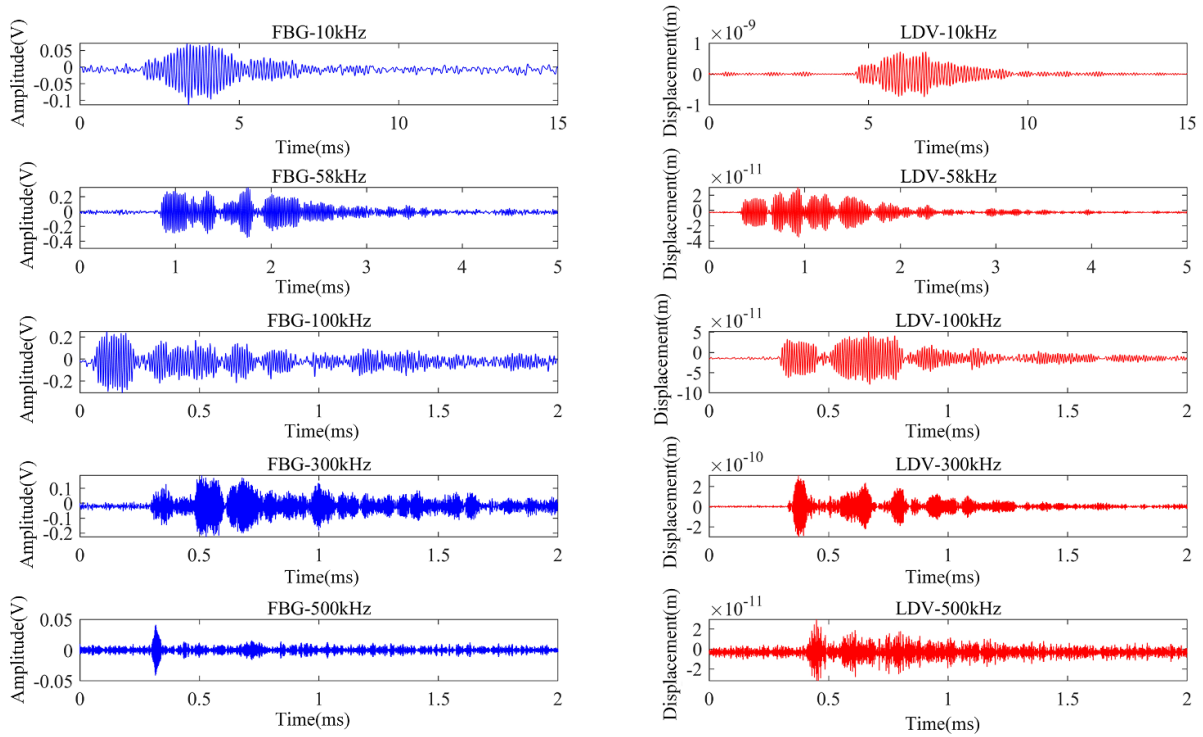 FBG-10kHz
Amplitude(V)
0.05
0
-0.05
-0.1
0 5 10 15
Time(ms)
LDV-10kHz
×10⁻⁹
Displacement(m)
1
0
-1
0 5 10 15
Time(ms)
FBG-58kHz
Amplitude(V)
0.2
0
-0.2
-0.4
0 1 2 3 4 5
Time(ms)
LDV-58kHz
×10⁻¹¹
Displacement(m)
2
0
-2
-4
0 1 2 3 4 5
Time(ms)
FBG-100kHz
Amplitude(V)
0.2
0
-0.2
0 0.5 1 1.5 2
Time(ms)
LDV-100kHz
×10⁻¹¹
Displacement(m)
5
0
-5
-10
0 0.5 1 1.5 2
Time(ms)
FBG-300kHz
Amplitude(V)
0.1
0
-0.1
-0.2
0 0.5 1 1.5 2
Time(ms)
LDV-300kHz
×10⁻¹⁰
Displacement(m)
2
0
-2
0 0.5 1 1.5 2
Time(ms)
FBG-500kHz
Amplitude(V)
0.05
0
-0.05
0 0.5 1 1.5 2
Time(ms)
LDV-500kHz
×10⁻¹¹
Displacement(m)
2
0
-2
0 0.5 1 1.5 2
Time(ms)